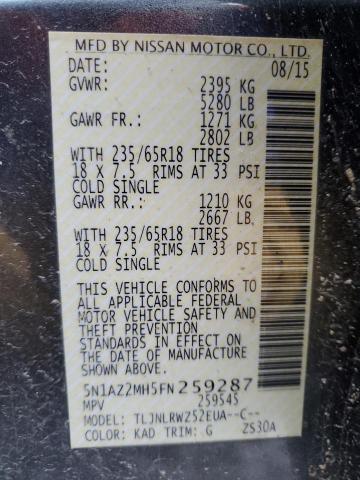 MFD BY NISSAN MOTOR CO., LTD.
DATE: 08/15
GVWR: 2395 KG
5280 LB
GAWR FR.: 1271 KG
2802 LB
WITH 235/65R18 TIRES
18 X 7.5 RIMS AT 33 PSI
COLD SINGLE
GAWR RR.: 1210 KG
2667 LB.
WITH 235/65R18 TIRES
18 X 7.5 RIMS AT 33 PSI
COLD SINGLE
THIS VEHICLE CONFORMS TO
ALL APPLICABLE FEDERAL
MOTOR VEHICLE SAFETY AND
THEFT PREVENTION
STANDARDS IN EFFECT ON THE
DATE OF MANUFACTURE
SHOWN ABOVE.
5N1AZ2MH5FN259287
MPV 259545
MODEL: TLJNLRWZ52EUA--C--
COLOR: KAD TRIM: G ZS30A